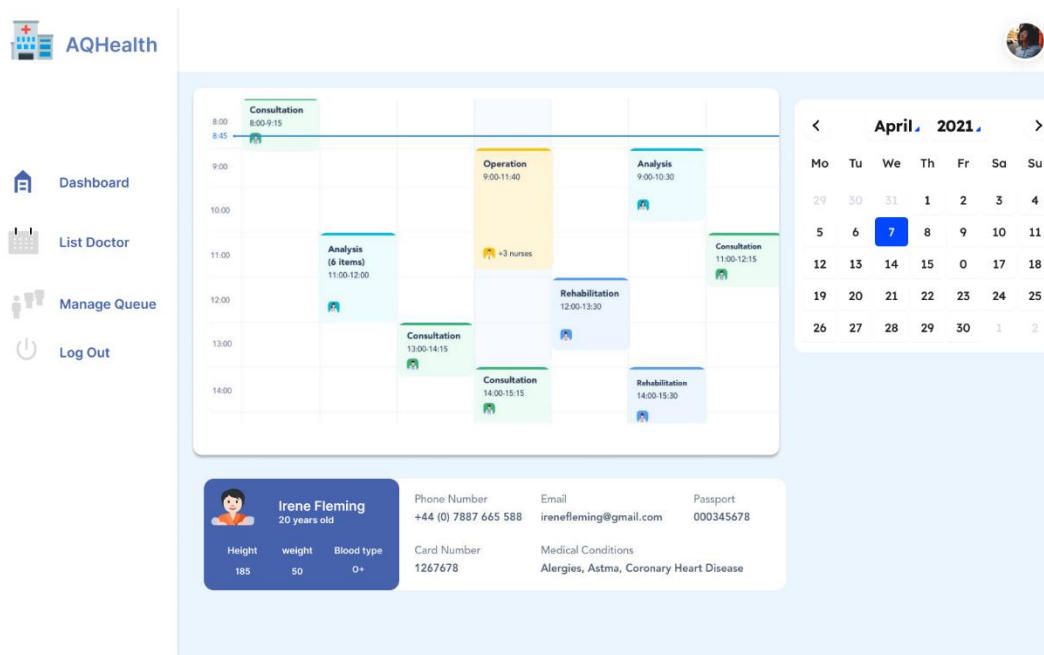 AQHealth
Dashboard
List Doctor
Manage Queue
Log Out
8:00
8:45
9:00
10:00
11:00
12:00
13:00
14:00
Consultation
8:00-9:15
Analysis
(6 items)
11:00-12:00
Consultation
13:00-14:15
Operation
9:00-11:40
+3 nurses
Consultation
14:00-15:15
Rehabilitation
12:00-13:30
Analysis
9:00-10:30
Rehabilitation
14:00-15:30
Consultation
11:00-12:15
April 2021
Mo Tu We Th Fr Sa Su
29 30 31 1 2 3 4
5 6 7 8 9 10 11
12 13 14 15 0 17 18
19 20 21 22 23 24 25
26 27 28 29 30 1 2
Irene Fleming
20 years old
Height weight Blood type
185 50 0+
Phone Number Email Passport
+44 (0) 7887 665 588 irenefleming@gmail.com 000345678
Card Number Medical Conditions
1267678 Alergies, Astma, Coronary Heart Disease